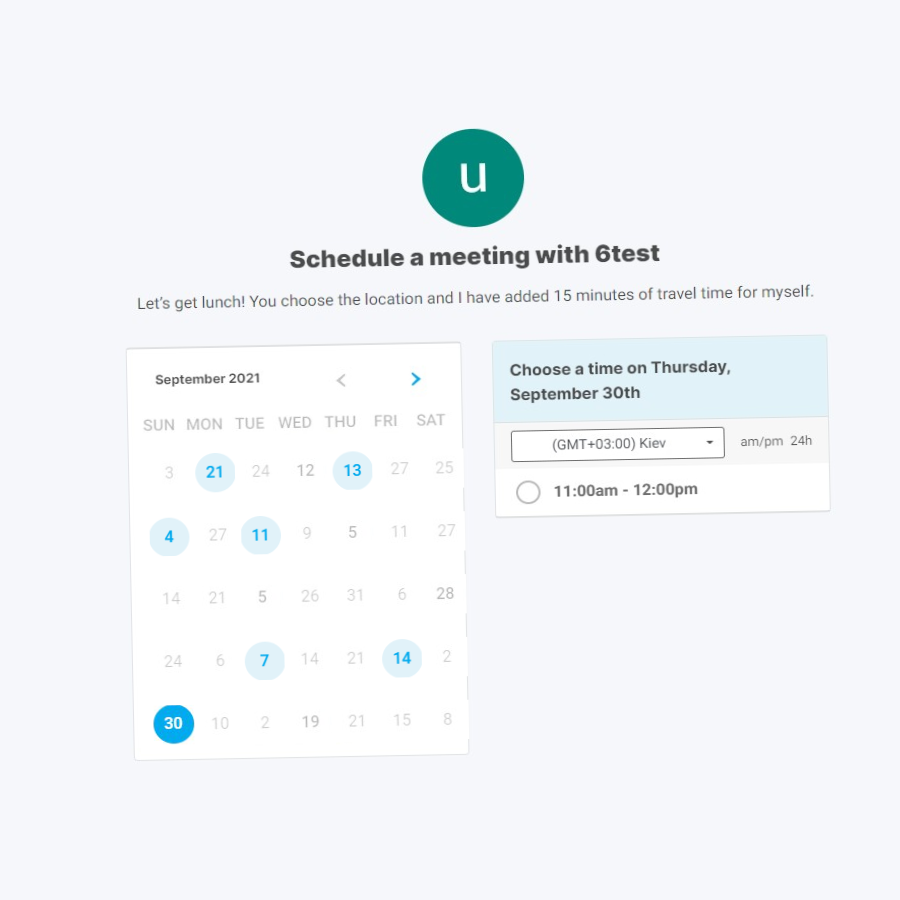 u
Schedule a meeting with 6test
Let's get lunch! You choose the location and I have added 15 minutes of travel time for myself.
September 2021
SUN MON TUE WED THU FRI SAT
3 21 24 12 13 27 25
4 27 11 9 5 11 27
14 21 5 26 31 6 28
24 6 7 14 21 14 2
30 10 2 19 21 15 8
Choose a time on Thursday,
September 30th
(GMT+03:00) Kiev am/pm 24h
11:00am - 12:00pm